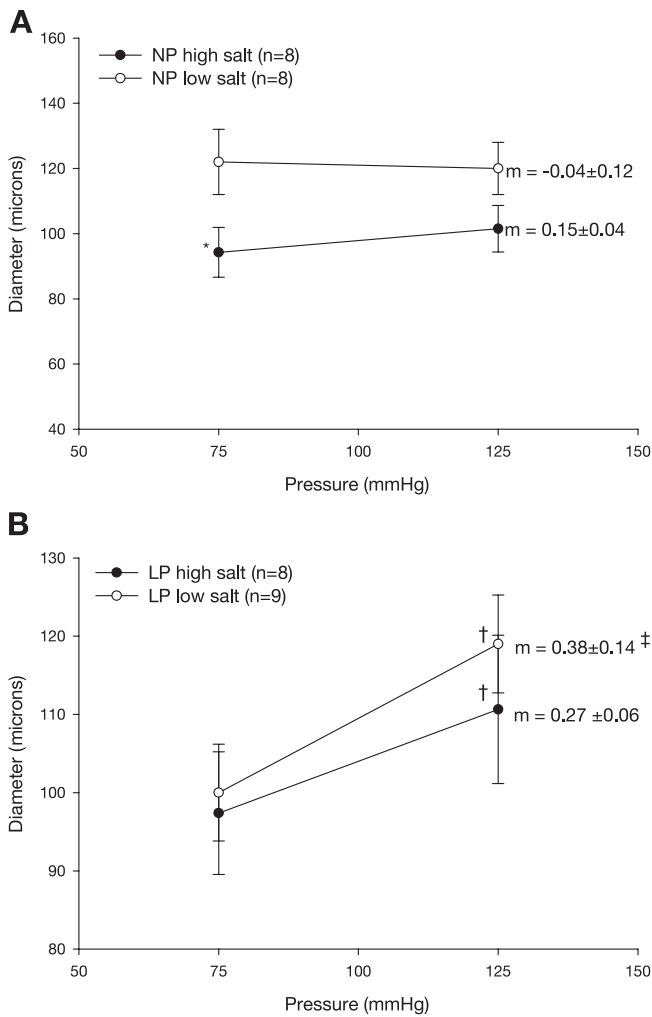 A
160
NP high salt (n=8)
NP low salt (n=8)
140
120
m = -0.04±0.12
100
*
m = 0.15±0.04
80
60
40
50
75
100
125
150
Diameter (microns)
Pressure (mmHg)
B
130
LP high salt (n=8)
LP low salt (n=9)
120
†
m = 0.38±0.14 ‡
†
110
m = 0.27 ±0.06
100
90
80
50
75
100
125
150
Diameter (microns)
Pressure (mmHg)